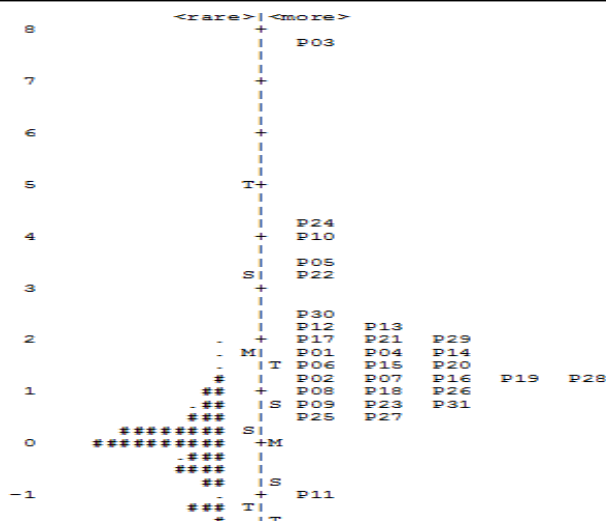 <rare>|<more>
8 +
| P03
|
|
7 +
|
|
|
6 +
|
|
|
5 T+
|
|
| P24
4 + P10
|
| P05
S| P22
3 +
|
| P30
| P12 P13
2 . + P17 P21 P29
. M| P01 P04 P14
. |T P06 P15 P20
# | P02 P07 P16 P19 P28
1 ## + P08 P18 P26
.## |S P09 P23 P31
### | P25 P27
######## S|
0 ########## +M
.### |
#### |
## |S
-1 . + P11
### T|
# |T